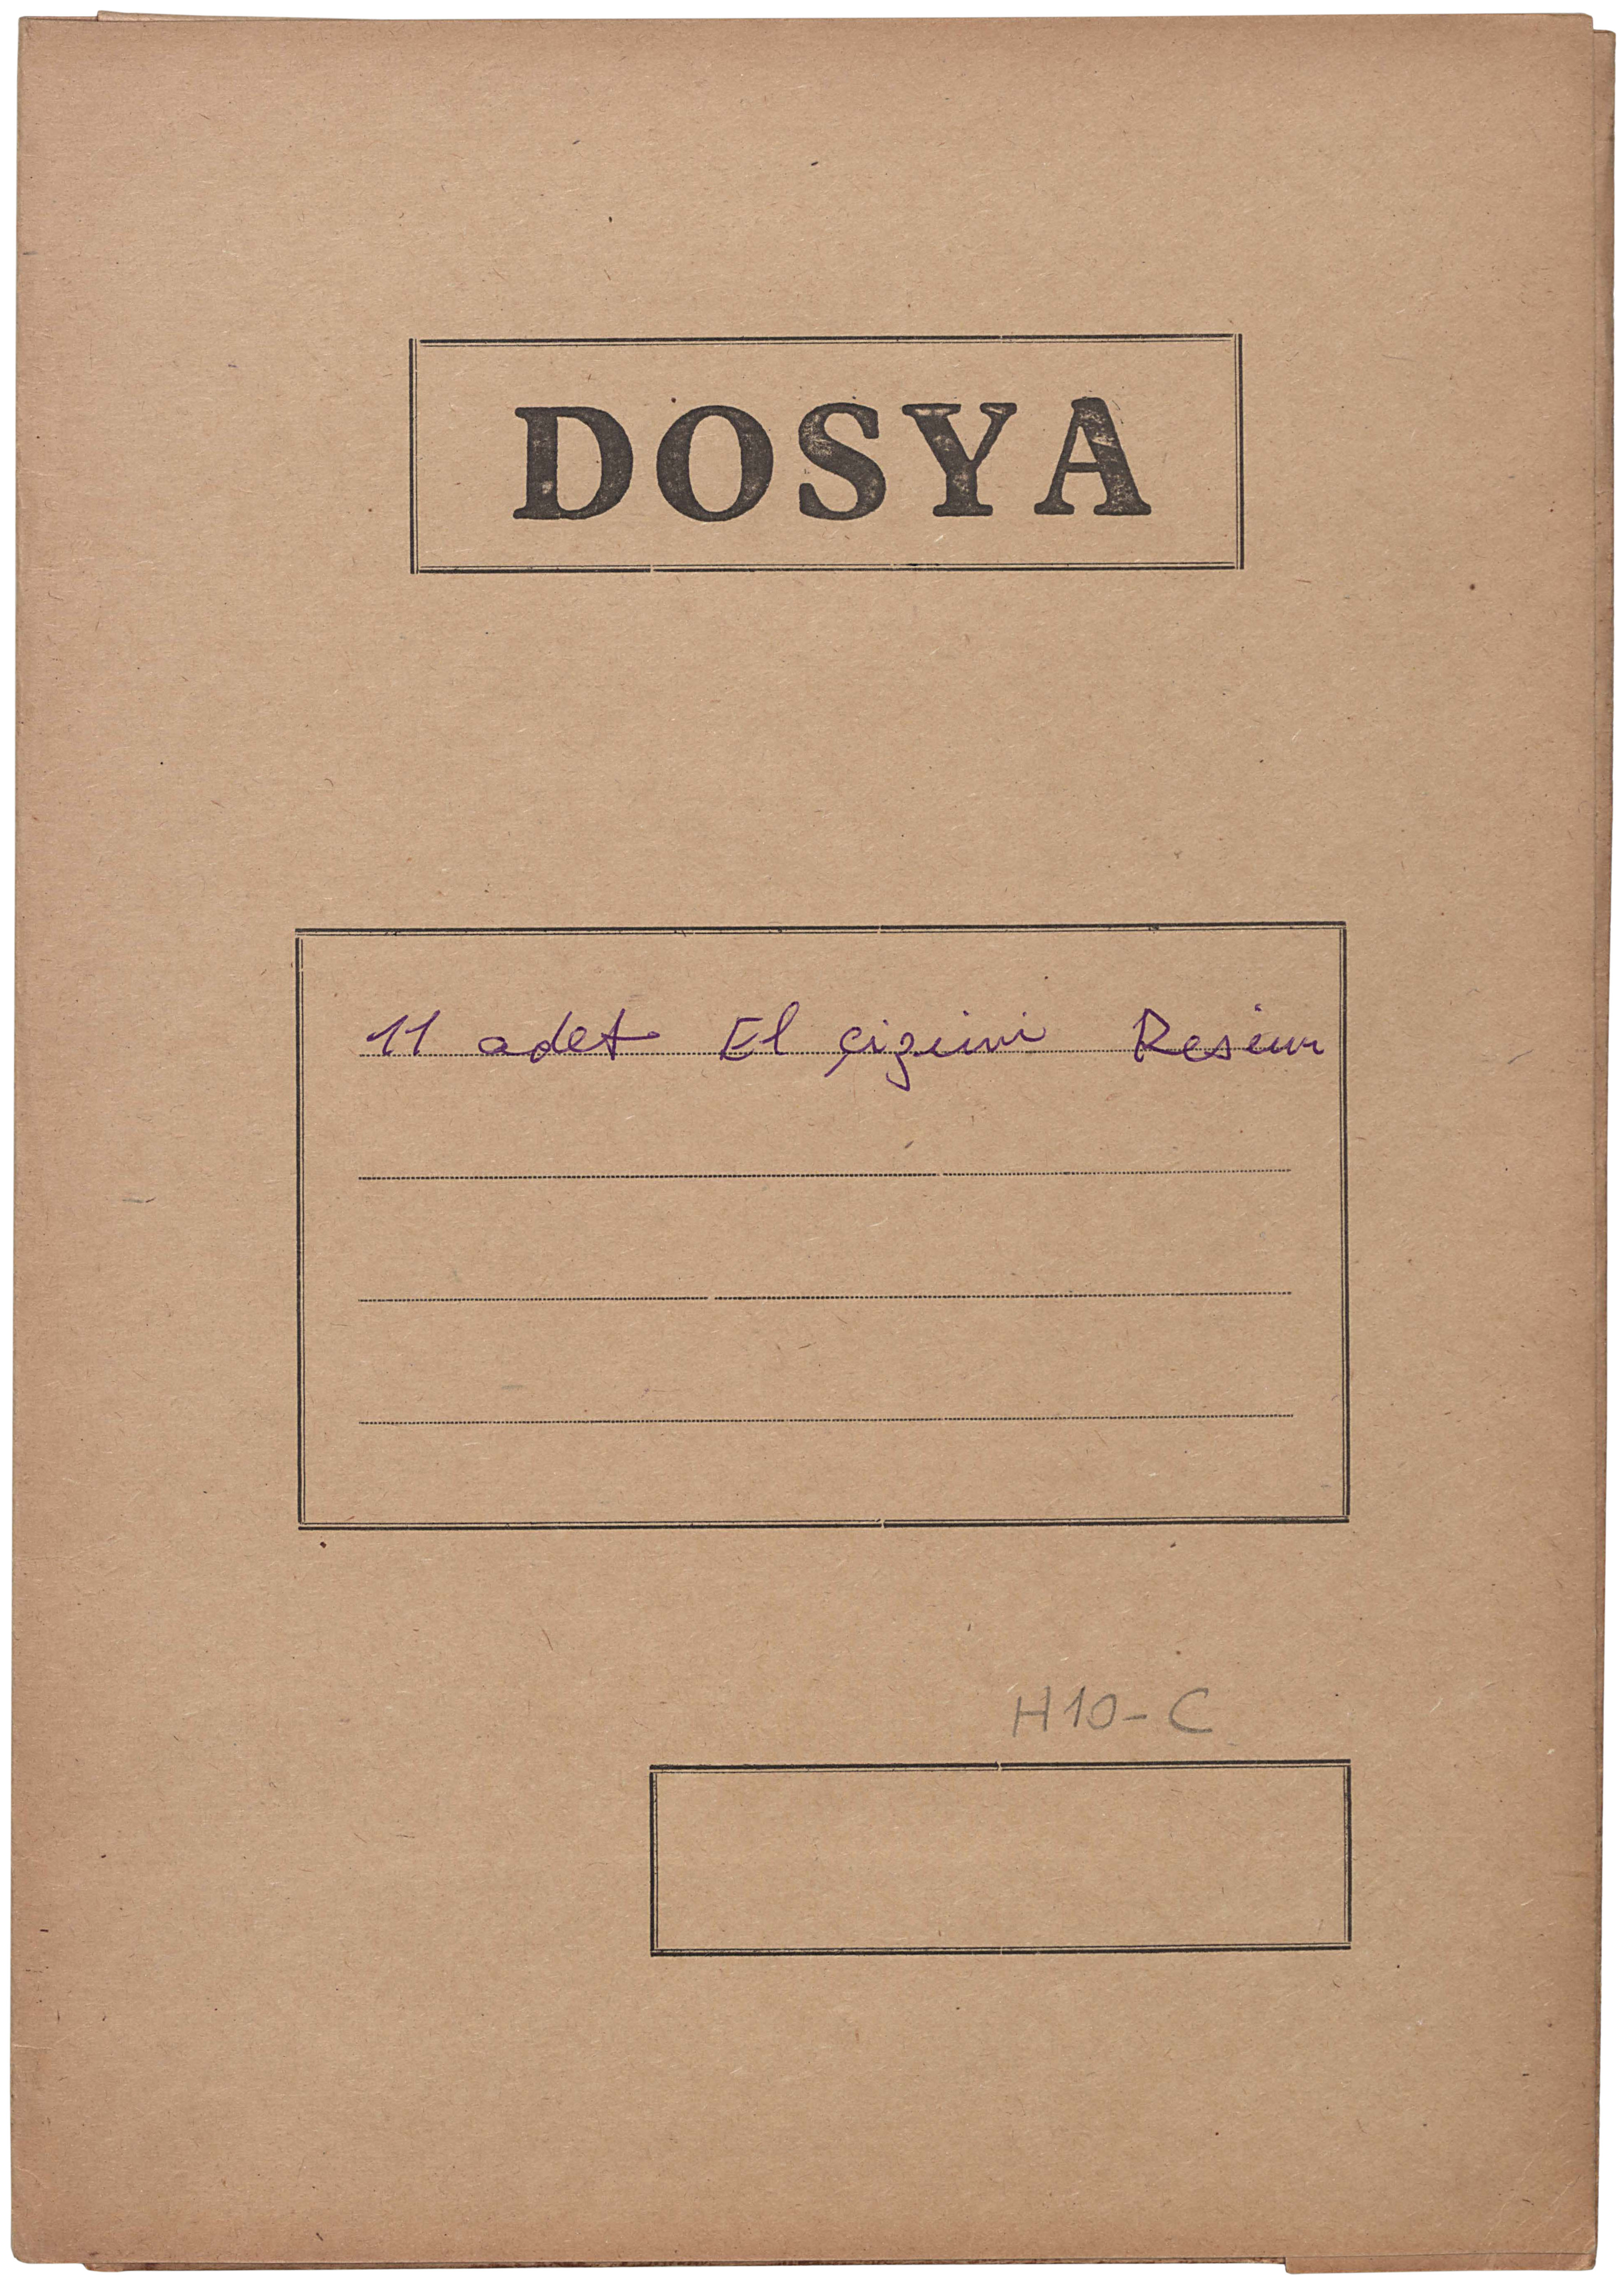 DOSYA
11 adet El çizimi Resim
H10-C